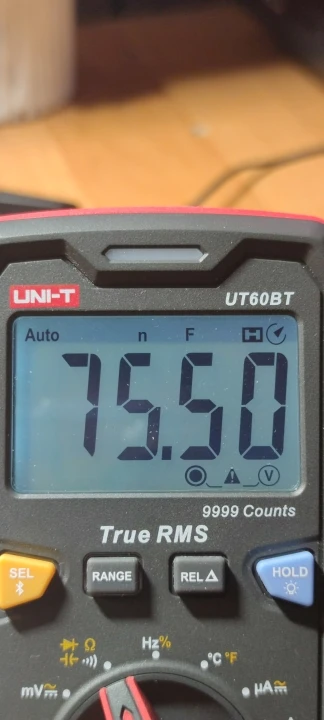 UNI-T UT60BT
Auto n F H
75.50
V
9999 Counts
True RMS
SEL RANGE REL Δ HOLD
Ω Hz%
mV °C °F μA